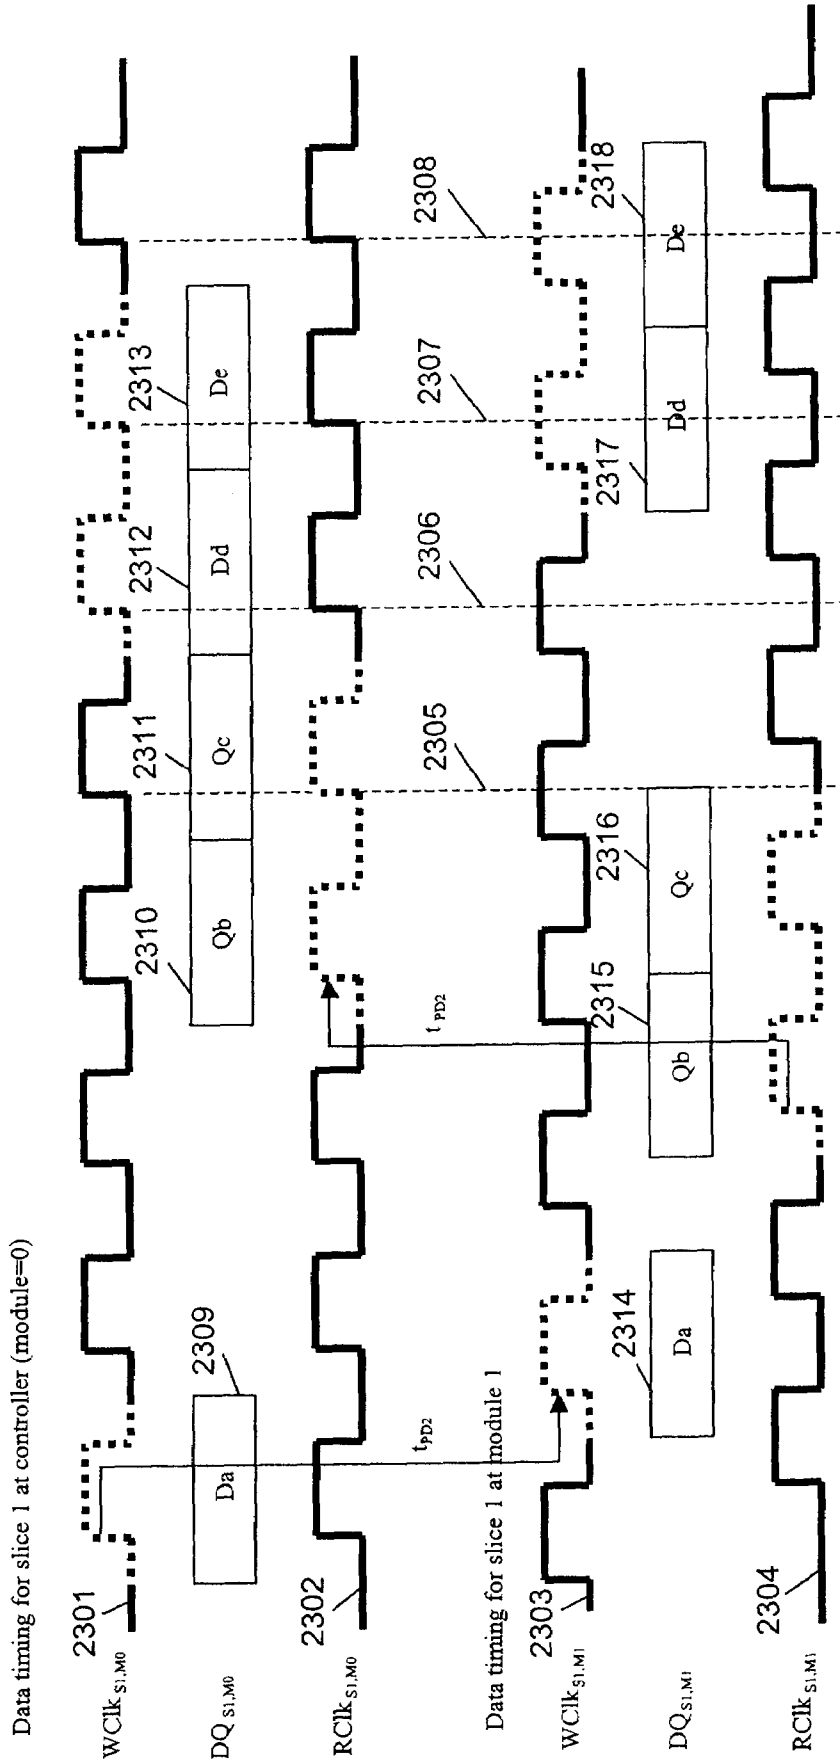 Data timing for slice 1 at controller (module=0)
2301
WClk S1,M0
2309
2310
2311
2312
2313
DQ S1,M0
Da
Qb
Qc
Dd
De
2302
RClk S1,M0
tPD2
tPD2
2305
2306
2307
2308
Data timing for slice 1 at module 1
2303
WClk S1,M1
2314
2315
2316
2317
2318
DQ S1,M1
Da
Qb
Qc
Dd
De
2304
RClk S1,M1